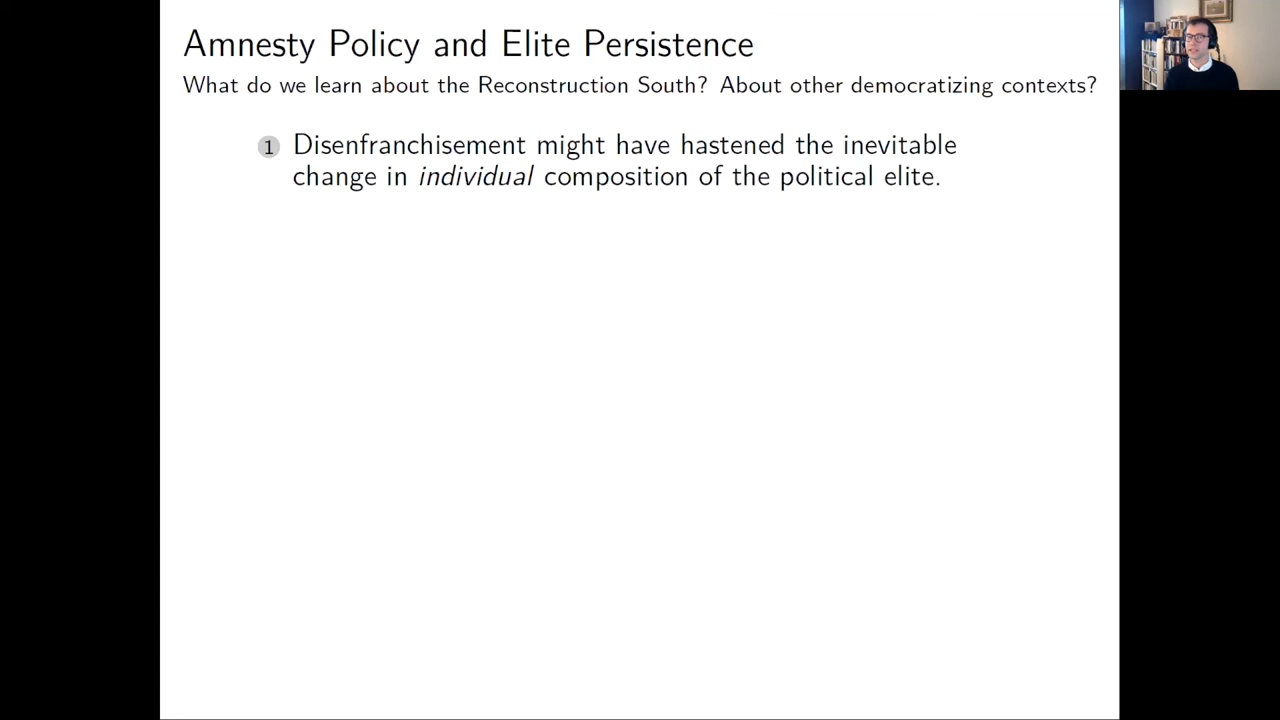 Amnesty Policy and Elite Persistence
What do we learn about the Reconstruction South? About other democratizing contexts?
1 Disenfranchisement might have hastened the inevitable
change in individual composition of the political elite.